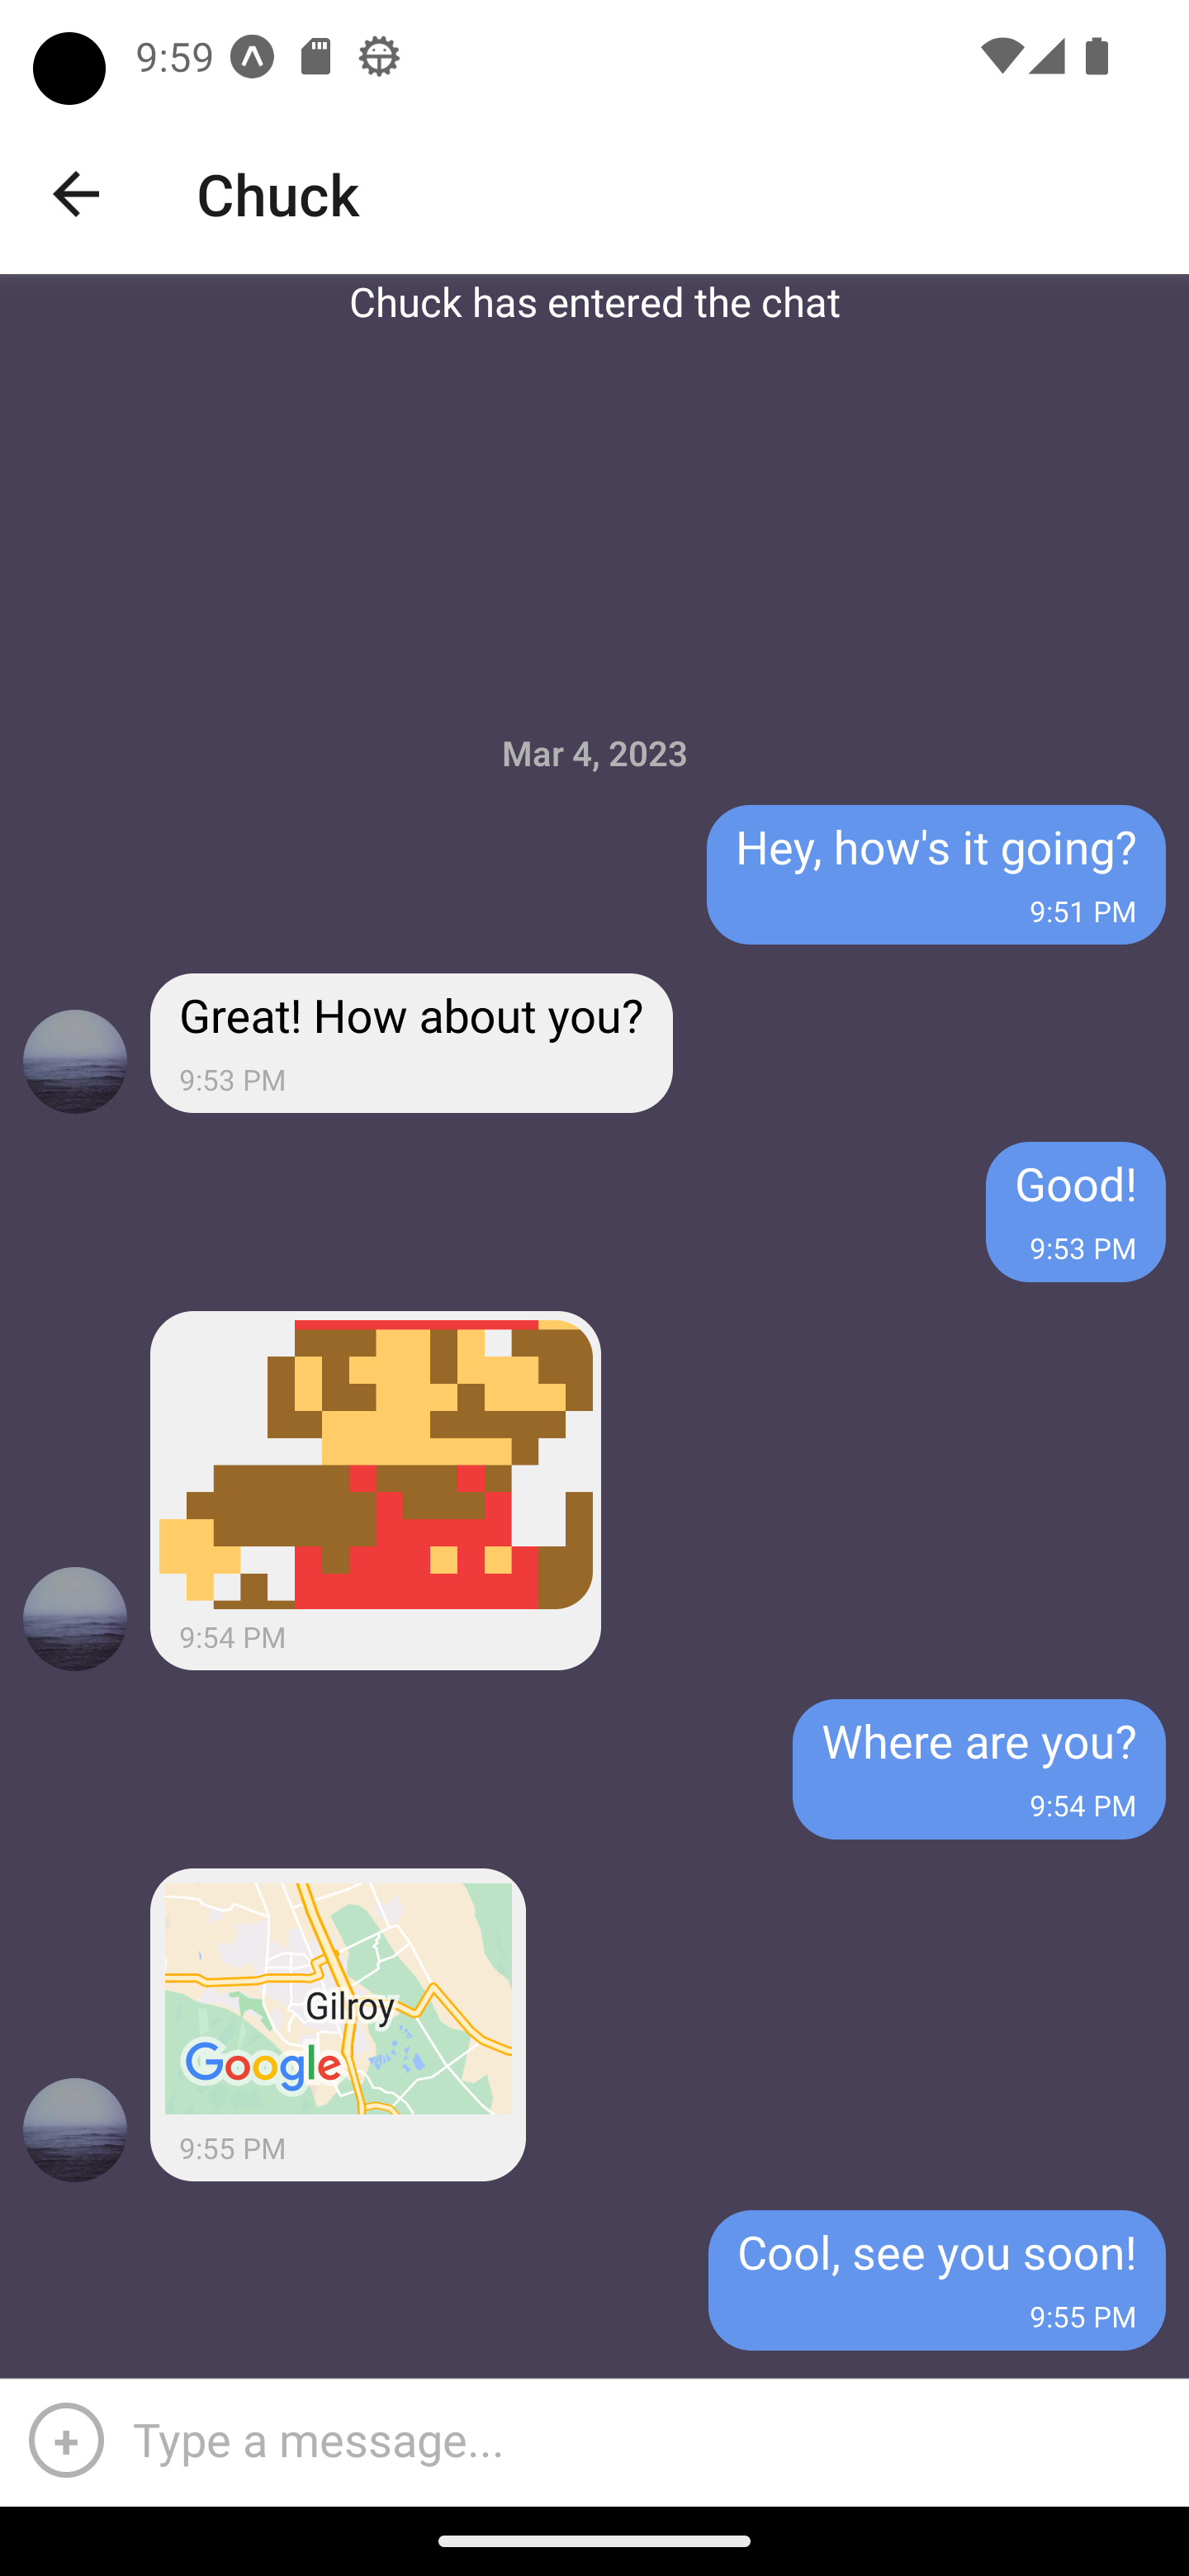 9:59
Chuck
Chuck has entered the chat
Mar 4, 2023
Hey, how's it going?
9:51 PM
Great! How about you?
9:53 PM
Good!
9:53 PM
9:54 PM
Where are you?
9:54 PM
Gilroy
Google
9:55 PM
Cool, see you soon!
9:55 PM
Type a message...